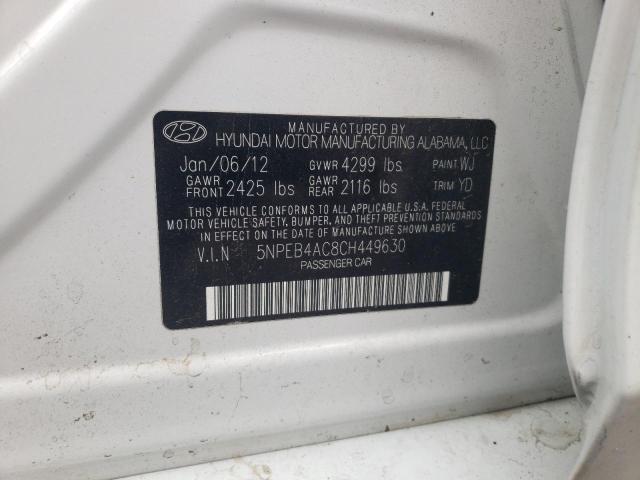 MANUFACTURED BY
HYUNDAI MOTOR MANUFACTURING ALABAMA, LLC
Jan/06/12 GVWR 4299 lbs PAINT WJ
GAWR FRONT 2425 lbs GAWR REAR 2116 lbs TRIM YD
THIS VEHICLE CONFORMS TO ALL APPLICABLE U.S.A. FEDERAL
MOTOR VEHICLE SAFETY, BUMPER, AND THEFT PREVENTION STANDARDS
IN EFFECT ON THE DATE OF MANUFACTURE SHOWN ABOVE
V.I.N 5NPEB4AC8CH449630
PASSENGER CAR